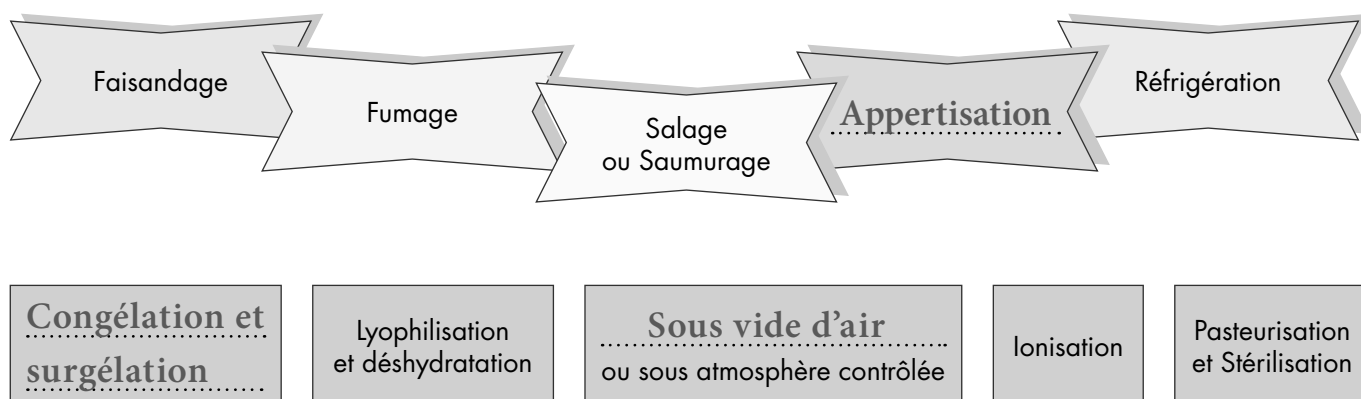 Faisandage
Fumage
Salage
ou Saumurage
Appertisation
Réfrigération
Congélation et
surgélation
Lyophilisation
et déshydratation
Sous vide d'air
ou sous atmosphère contrôlée
Ionisation
Pasteurisation
et Stérilisation